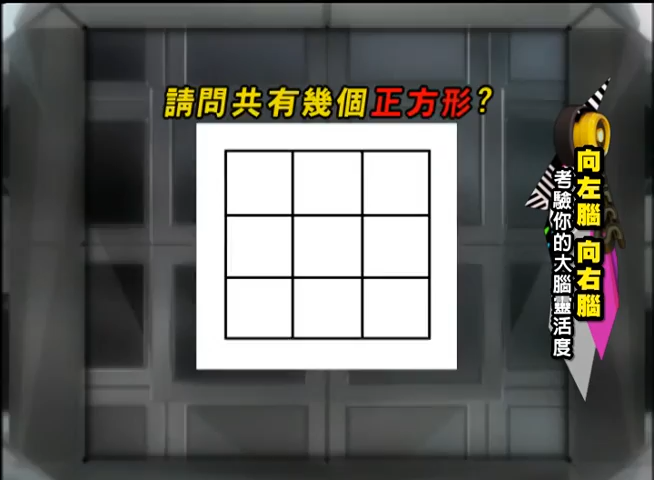 請問共有幾個正方形?
向左腦 向右腦
考驗你的大腦靈活度